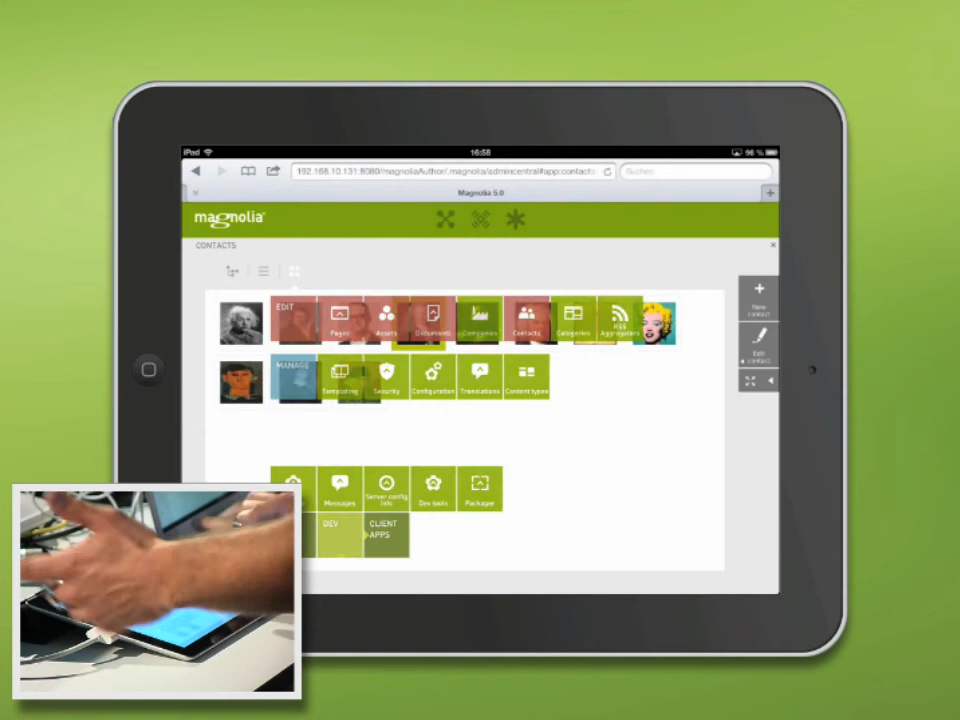 iPad
16:58
96 %
192.168.10.131:8080/magnoliaAuthor/.magnolia/admincentral#app:contacts
Suchen
Magnolia 5.0
magnolia
CONTACTS
New contact
Edit contact
EDIT
Pages
Assets
Documents
Companies
Contacts
Categories
RSS Aggregators
MANAGE
Templating
Security
Configuration
Translations
Content types
Messages
Server config info
Dev tools
Packager
DEV
CLIENT APPS